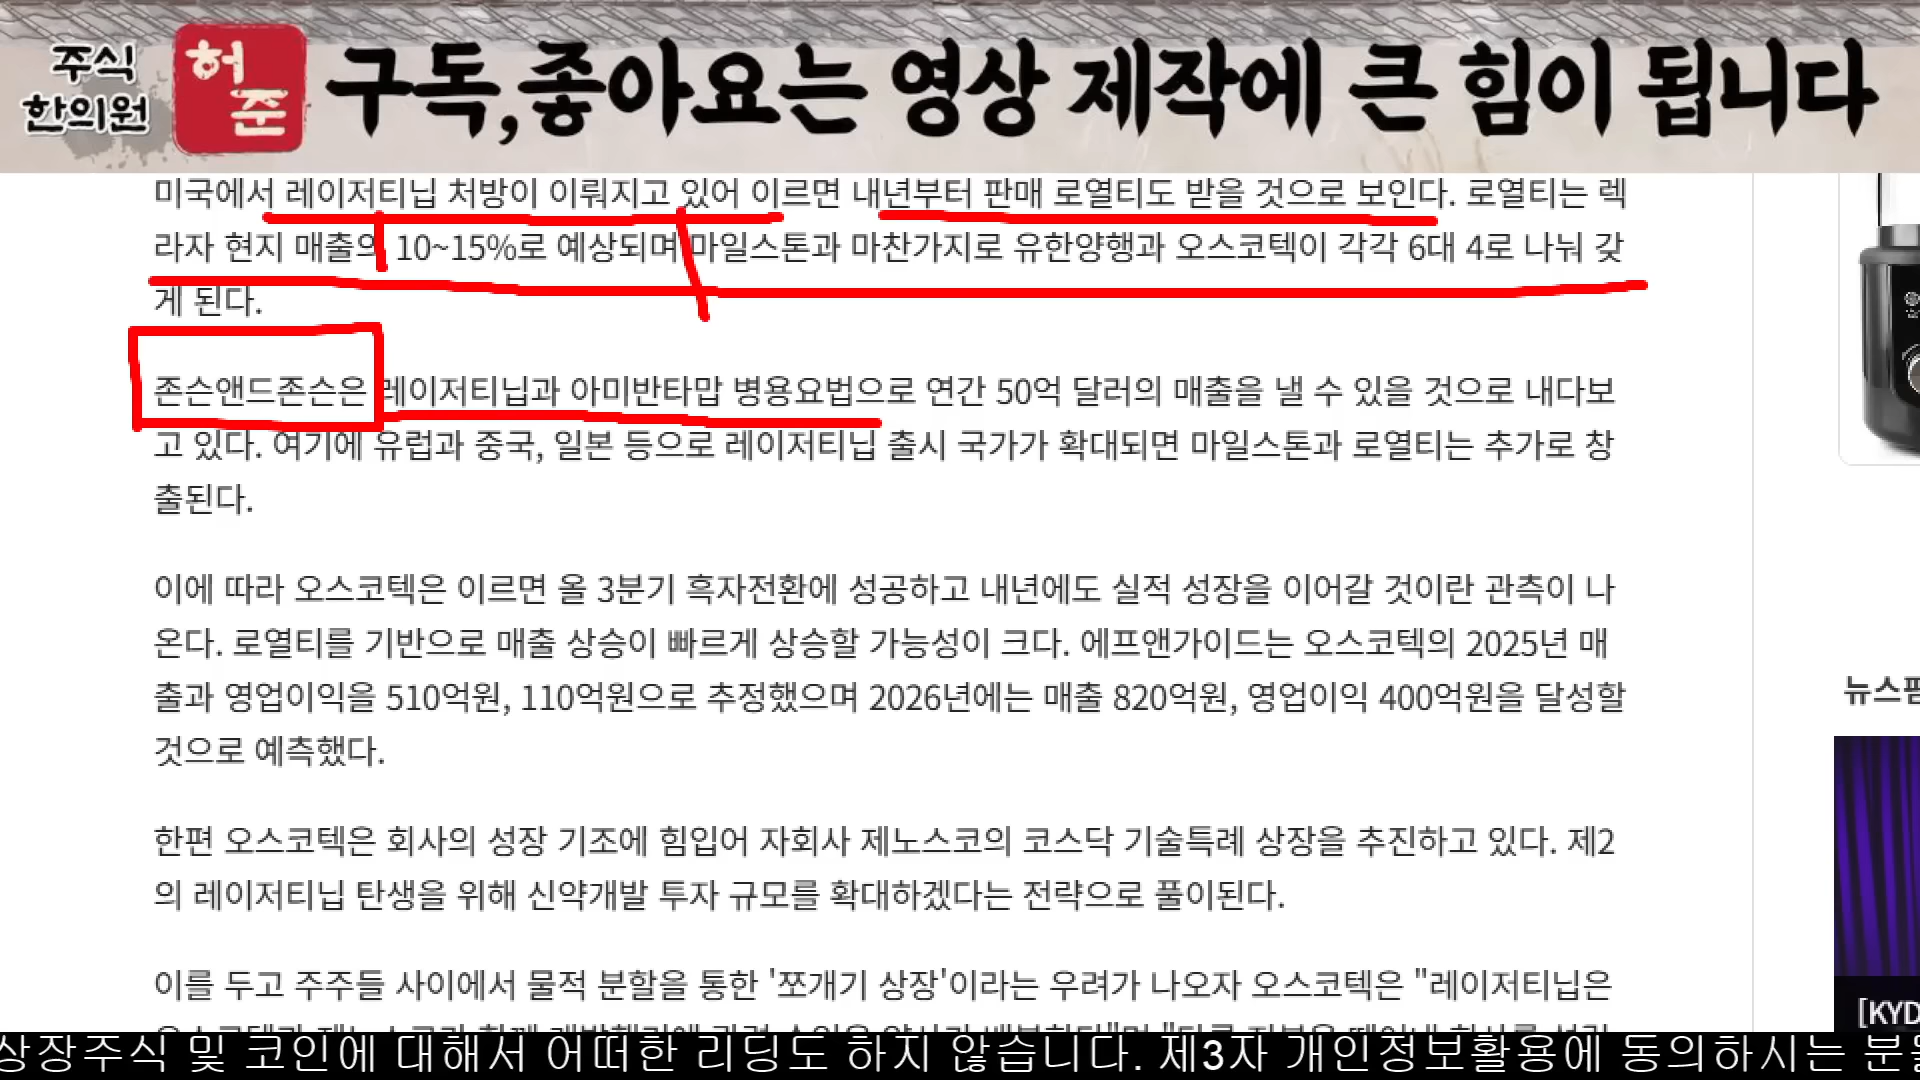 주식
한의원
허준
구독,좋아요는 영상 제작에 큰 힘이 됩니다
미국에서 레이저티닙 처방이 이뤄지고 있어 이르면 내년부터 판매 로열티도 받을 것으로 보인다. 로열티는 렉
라자 현지 매출의 10~15%로 예상되며 마일스톤과 마찬가지로 유한양행과 오스코텍이 각각 6대 4로 나눠 갖
게 된다.
존슨앤드존슨은 레이저티닙과 아미반타맙 병용요법으로 연간 50억 달러의 매출을 낼 수 있을 것으로 내다보
고 있다. 여기에 유럽과 중국, 일본 등으로 레이저티닙 출시 국가가 확대되면 마일스톤과 로열티는 추가로 창
출된다.
이에 따라 오스코텍은 이르면 올 3분기 흑자전환에 성공하고 내년에도 실적 성장을 이어갈 것이란 관측이 나
온다. 로열티를 기반으로 매출 상승이 빠르게 상승할 가능성이 크다. 에프앤가이드는 오스코텍의 2025년 매
출과 영업이익을 510억원, 110억원으로 추정했으며 2026년에는 매출 820억원, 영업이익 400억원을 달성할
것으로 예측했다.
한편 오스코텍은 회사의 성장 기조에 힘입어 자회사 제노스코의 코스닥 기술특례 상장을 추진하고 있다. 제2
의 레이저티닙 탄생을 위해 신약개발 투자 규모를 확대하겠다는 전략으로 풀이된다.
이를 두고 주주들 사이에서 물적 분할을 통한 '쪼개기 상장'이라는 우려가 나오자 오스코텍은 "레이저티닙은
뉴스핌
[KYD
상장주식 및 코인에 대해서 어떠한 리딩도 하지 않습니다. 제3자 개인정보활용에 동의하시는